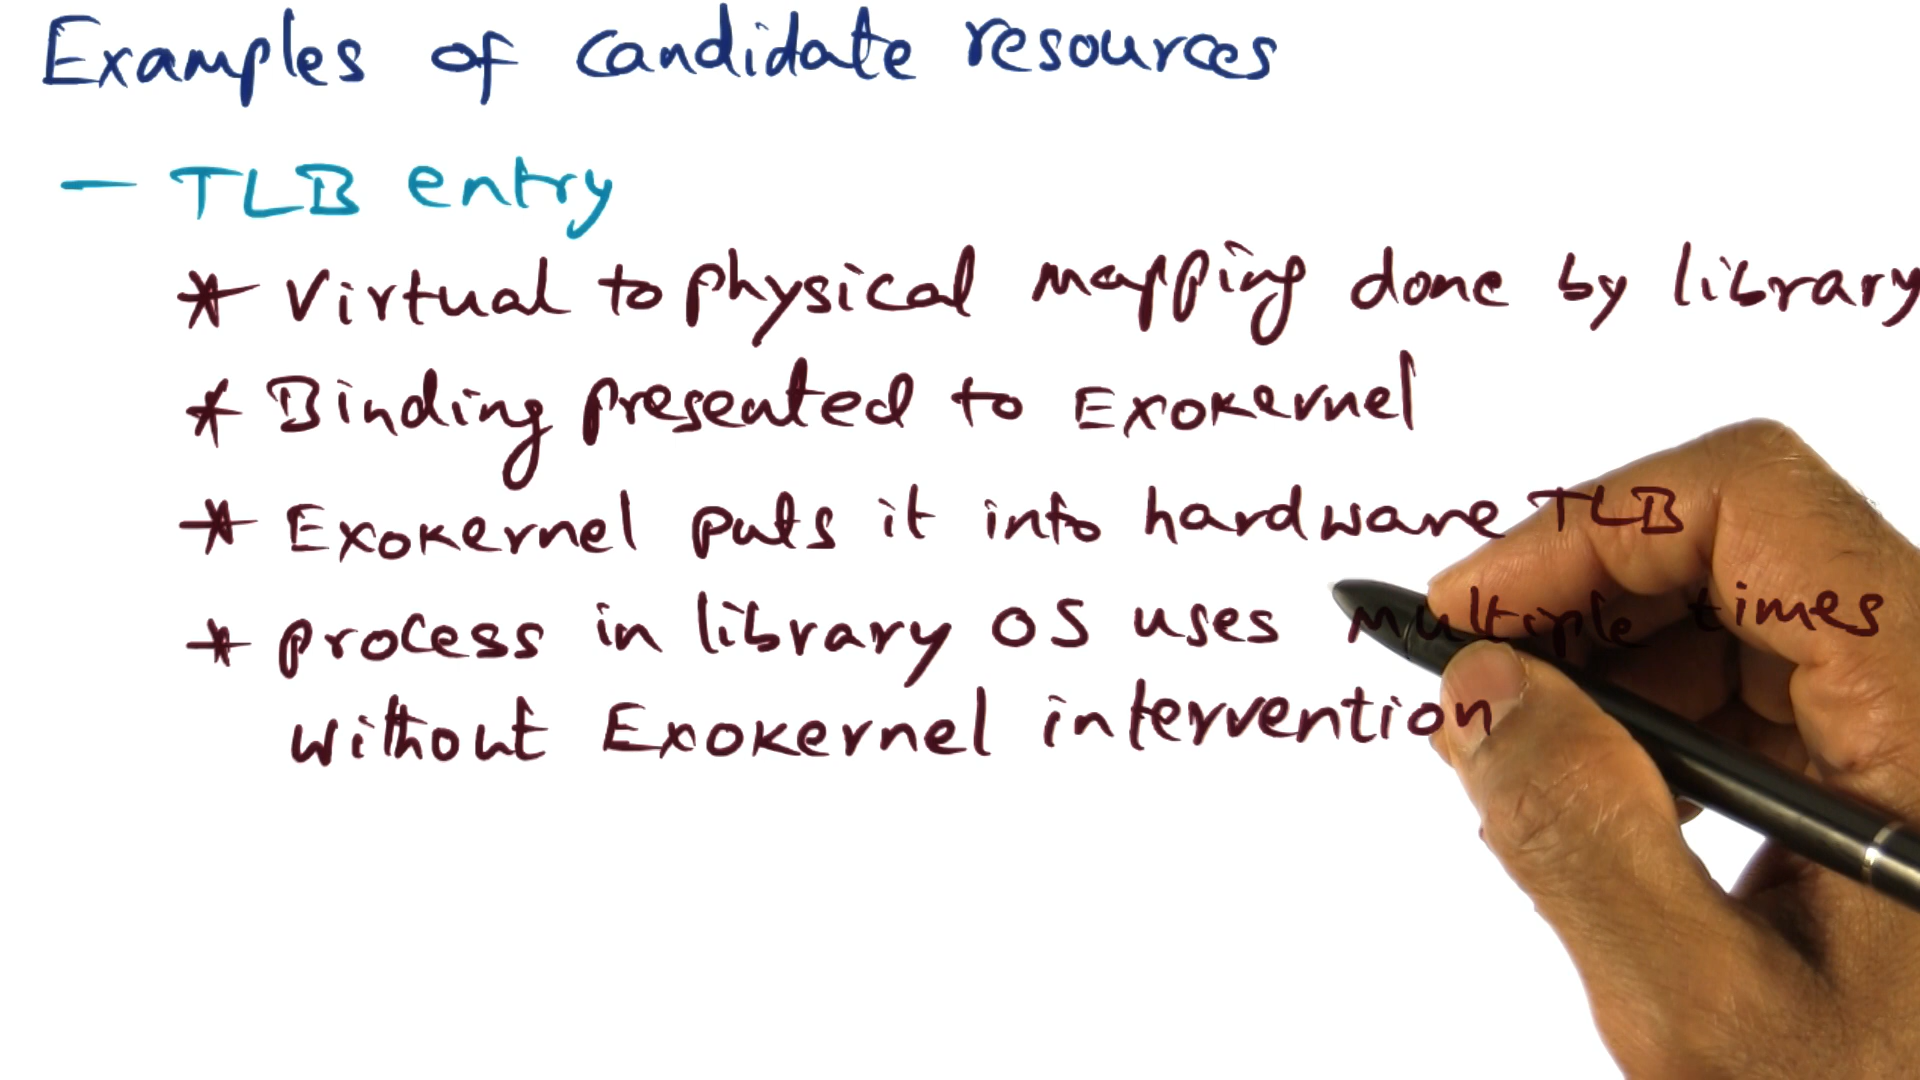 Examples of candidate resources
— TLB entry
* Virtual to physical mapping done by library
* Binding presented to Exokernel
* Exokernel puts it into hardware TLB
* process in library OS uses multiple times
without Exokernel intervention